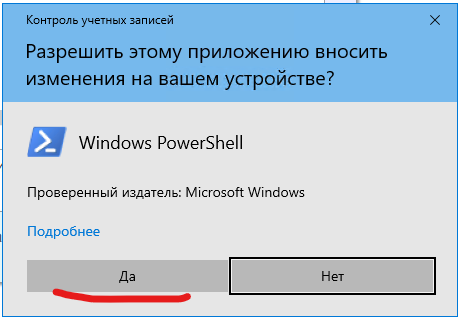 Контроль учетных записей
Разрешить этому приложению вносить
изменения на вашем устройстве?
Windows PowerShell
Проверенный издатель: Microsoft Windows
Подробнее
Да
Нет